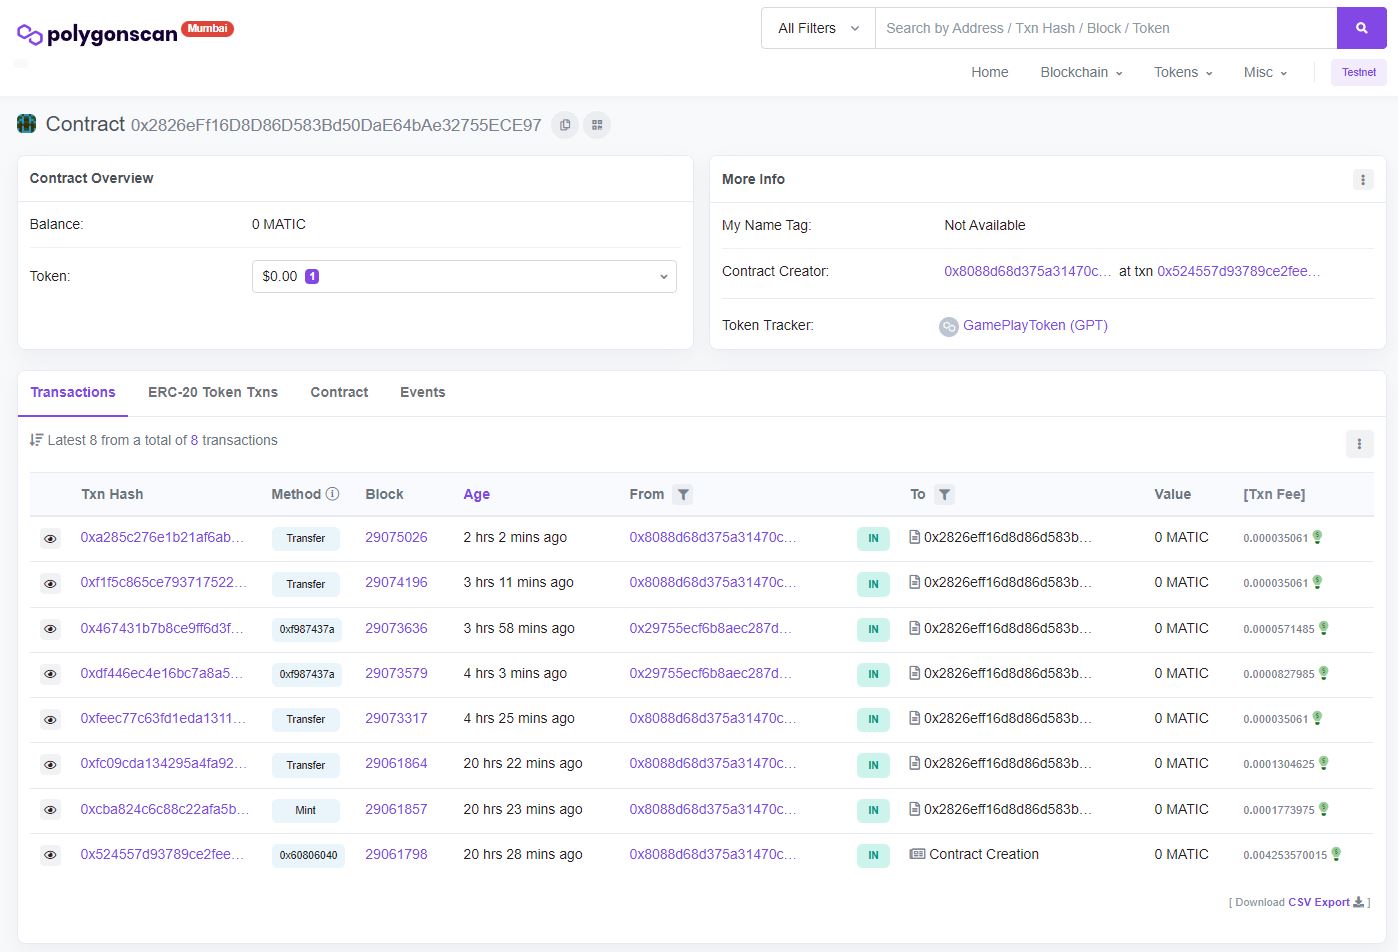 polygonscan Mumbai
All Filters Search by Address / Txn Hash / Block / Token
Home Blockchain Tokens Misc Testnet
Contract 0x2826eFf16D8D86D583Bd50DaE64bAe32755ECE97
Contract Overview
Balance: 0 MATIC
Token: $0.00 1
More Info
My Name Tag: Not Available
Contract Creator: 0x8088d68d375a31470c... at txn 0x524557d93789ce2fee...
Token Tracker: GamePlayToken (GPT)
Transactions ERC-20 Token Txns Contract Events
Latest 8 from a total of 8 transactions
Txn Hash Method Block Age From To Value [Txn Fee]
0xa285c276e1b21af6ab... Transfer 29075026 2 hrs 2 mins ago 0x8088d68d375a31470c... IN 0x2826eff16d8d86d583b... 0 MATIC 0.000035061
0xf1f5c865ce793717522... Transfer 29074196 3 hrs 11 mins ago 0x8088d68d375a31470c... IN 0x2826eff16d8d86d583b... 0 MATIC 0.000035061
0x467431b7b8ce9ff6d3f... 0xf987437a 29073636 3 hrs 58 mins ago 0x29755ecf6b8aec287d... IN 0x2826eff16d8d86d583b... 0 MATIC 0.0000571485
0xdf446ec4e16bc7a8a5... 0xf987437a 29073579 4 hrs 3 mins ago 0x29755ecf6b8aec287d... IN 0x2826eff16d8d86d583b... 0 MATIC 0.0000827985
0xfeec77c63fd1eda1311... Transfer 29073317 4 hrs 25 mins ago 0x8088d68d375a31470c... IN 0x2826eff16d8d86d583b... 0 MATIC 0.000035061
0xfc09cda134295a4fa92... Transfer 29061864 20 hrs 22 mins ago 0x8088d68d375a31470c... IN 0x2826eff16d8d86d583b... 0 MATIC 0.0001304625
0xcba824c6c88c22afa5b... Mint 29061857 20 hrs 23 mins ago 0x8088d68d375a31470c... IN 0x2826eff16d8d86d583b... 0 MATIC 0.0001773975
0x524557d93789ce2fee... 0x60806040 29061798 20 hrs 28 mins ago 0x8088d68d375a31470c... IN Contract Creation 0 MATIC 0.004253570015
[ Download CSV Export ]